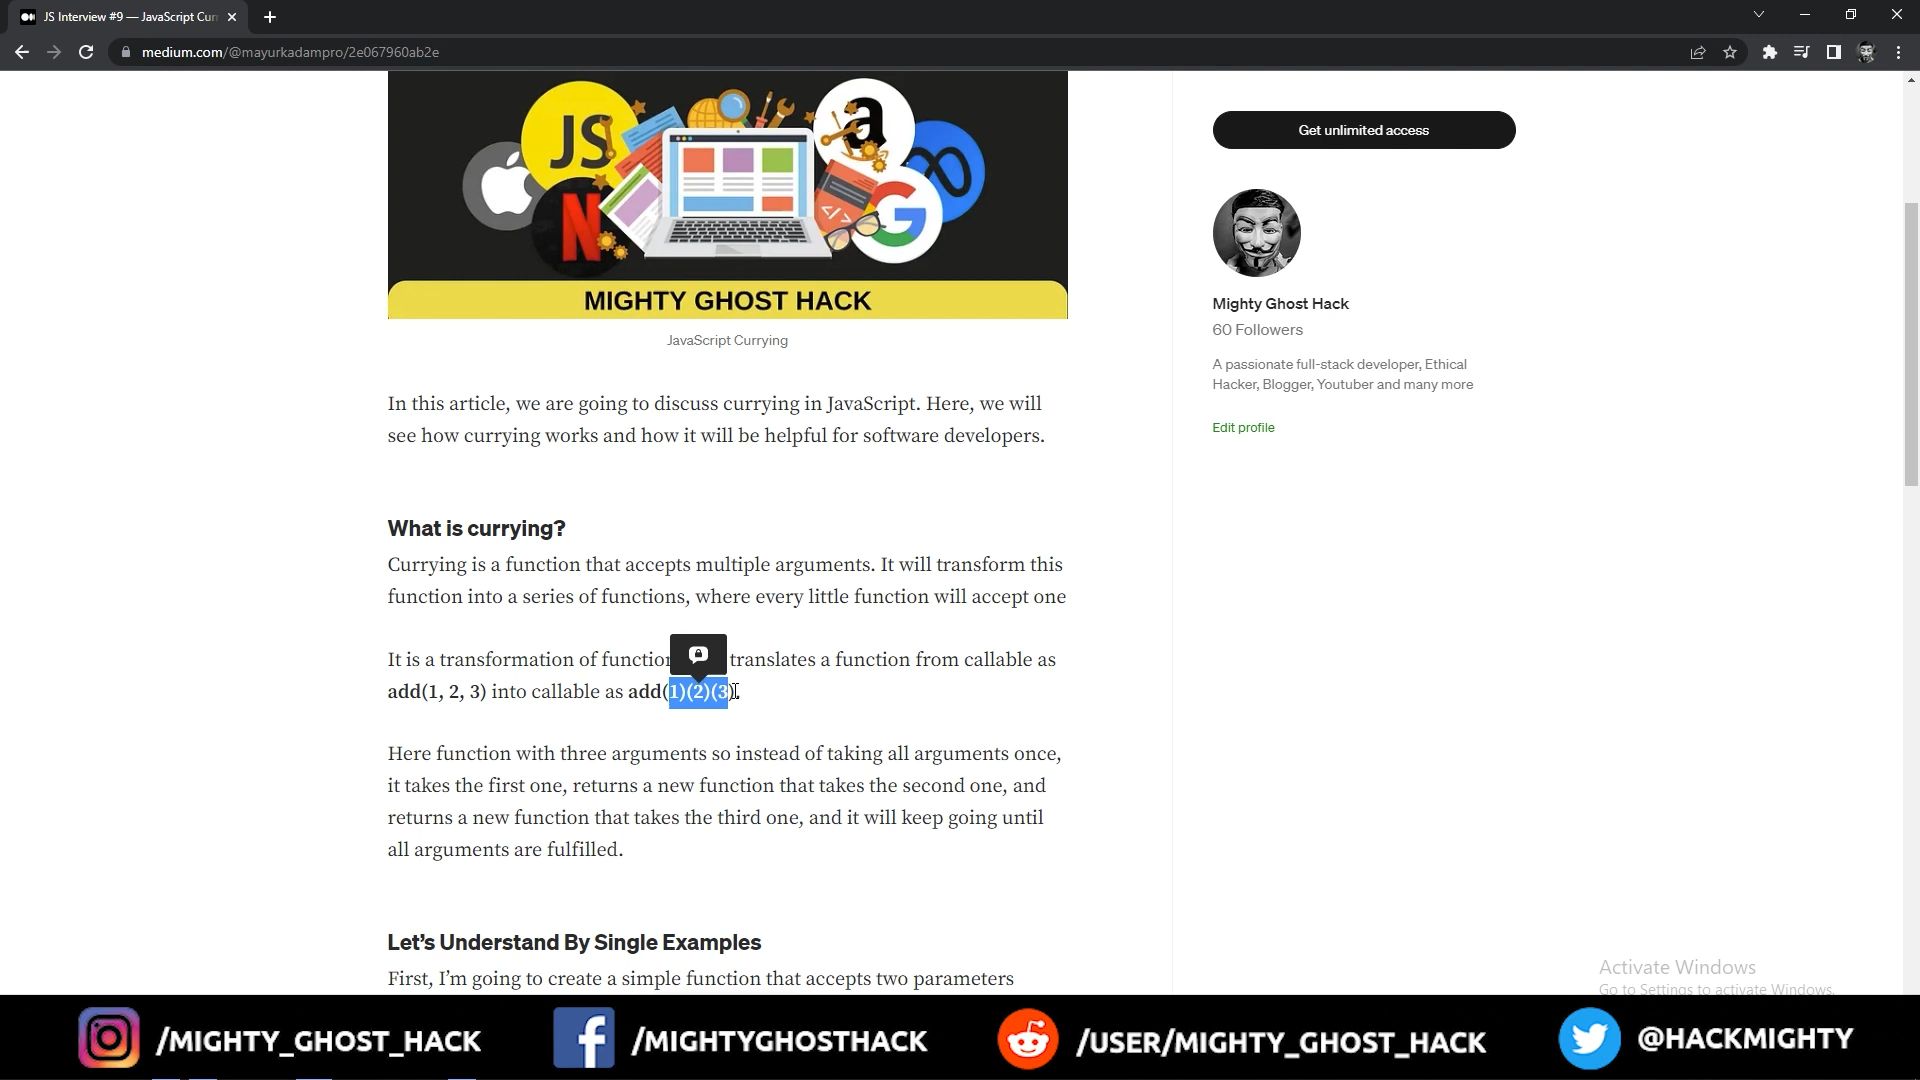 JS Interview #9 — JavaScript Curr
medium.com/@mayurkadampro/2e067960ab2e
JS
a
N
G
</>
MIGHTY GHOST HACK
JavaScript Currying
In this article, we are going to discuss currying in JavaScript. Here, we will
see how currying works and how it will be helpful for software developers.
What is currying?
Currying is a function that accepts multiple arguments. It will transform this
function into a series of functions, where every little function will accept one
It is a transformation of function translates a function from callable as
add(1, 2, 3) into callable as add(1)(2)(3).
Here function with three arguments so instead of taking all arguments once,
it takes the first one, returns a new function that takes the second one, and
returns a new function that takes the third one, and it will keep going until
all arguments are fulfilled.
Let’s Understand By Single Examples
First, I’m going to create a simple function that accepts two parameters
Get unlimited access
Mighty Ghost Hack
60 Followers
A passionate full-stack developer, Ethical
Hacker, Blogger, Youtuber and many more
Edit profile
Activate Windows
Go to Settings to activate Windows.
/MIGHTY_GHOST_HACK
/MIGHTYGHOSTHACK
/USER/MIGHTY_GHOST_HACK
@HACKMIGHTY